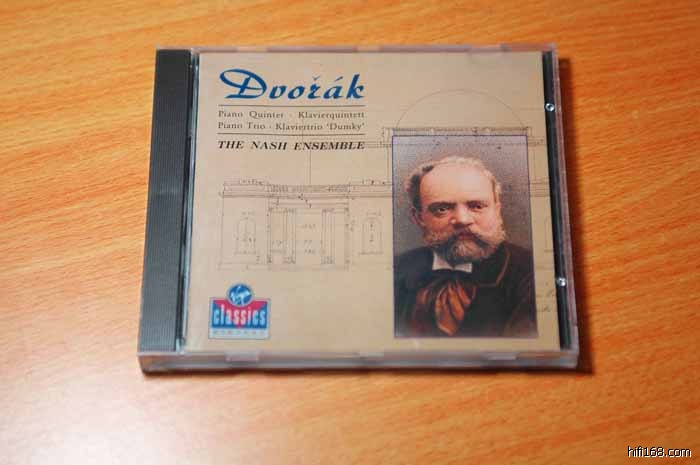 Dvořák
Piano Quintet · Klavierquintett
Piano Trio · Klaviertrio 'Dumky'
THE NASH ENSEMBLE
Virgin
classics
hifi168.com